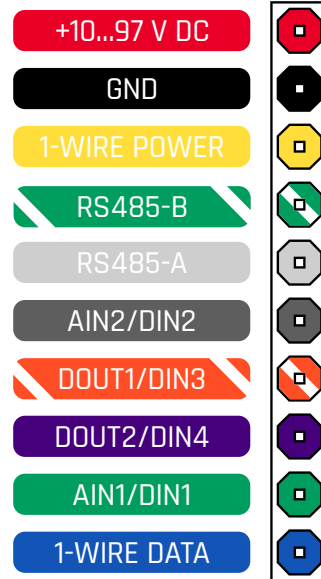 +10...97 V DC
GND
1-WIRE POWER
RS485-B
RS485-A
AIN2/DIN2
DOUT1/DIN3
DOUT2/DIN4
AIN1/DIN1
1-WIRE DATA